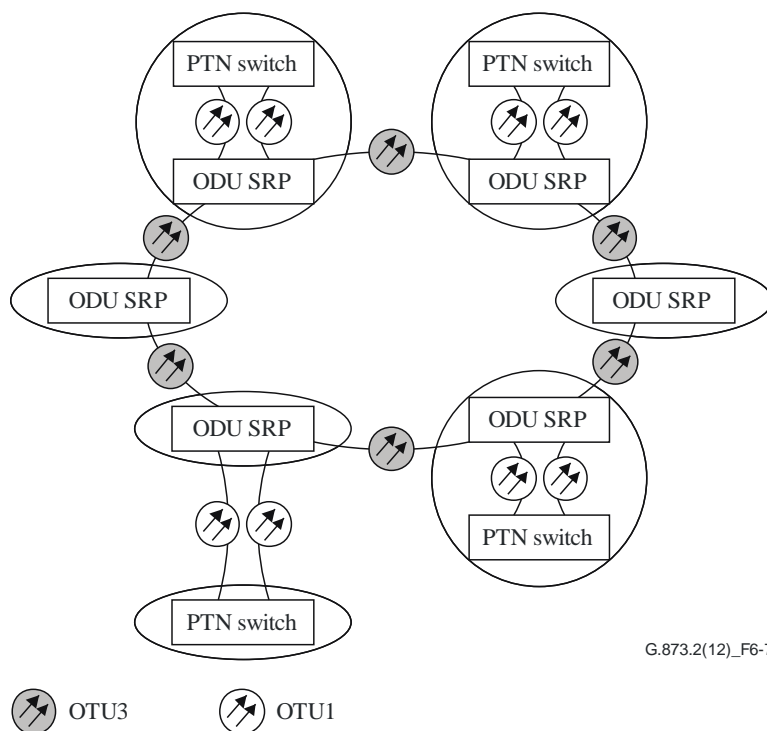 PTN switch
PTN switch
ODU SRP
ODU SRP
ODU SRP
ODU SRP
ODU SRP
ODU SRP
PTN switch
PTN switch
G.873.2(12)_F6-7
OTU3
OTU1